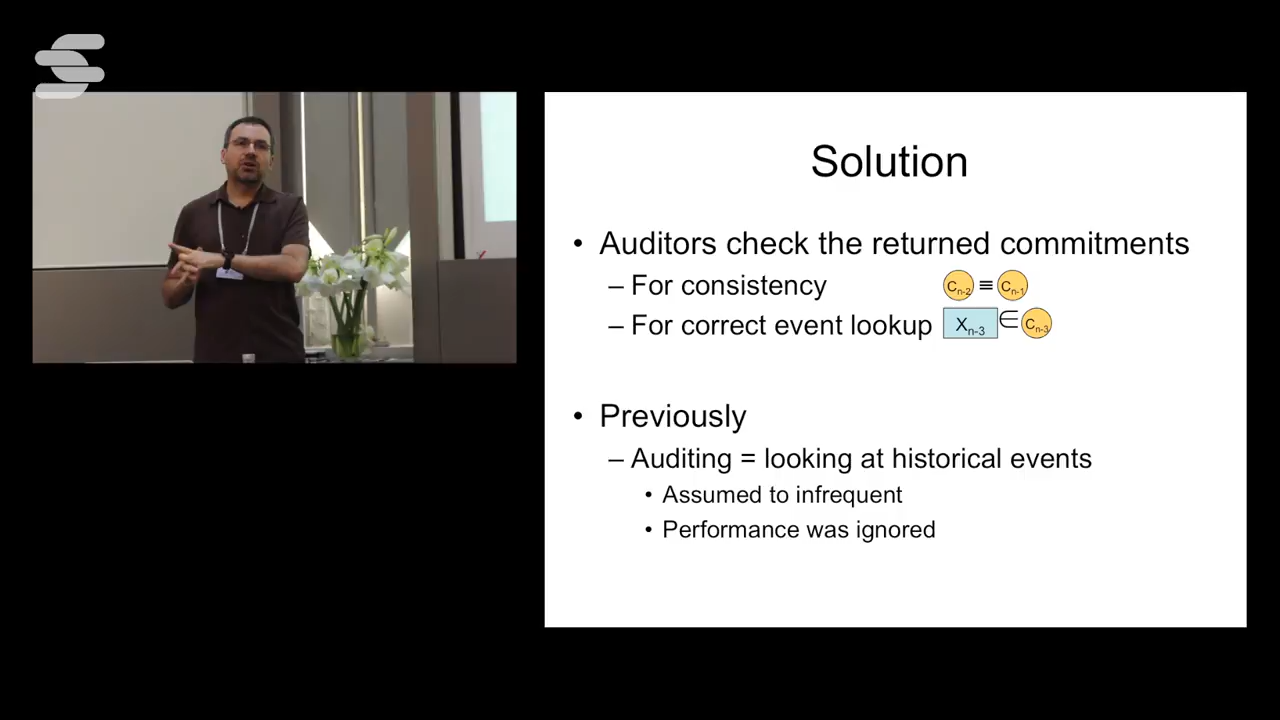 Solution
• Auditors check the returned commitments
– For consistency Cn-2 ≡ Cn-1
– For correct event lookup Xn-3 ∈ Cn-3
• Previously
– Auditing = looking at historical events
• Assumed to infrequent
• Performance was ignored